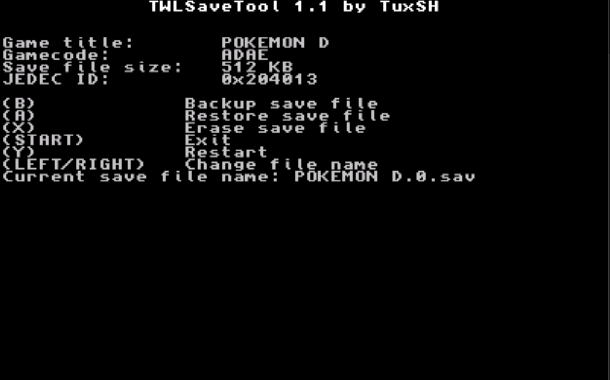 TWLSaveTool 1.1 by TuxSH
Game title: POKEMON D
Gamecode: ADAE
Save file size: 512 KB
JEDEC ID: 0x204013
(B) Backup save file
(A) Restore save file
(X) Erase save file
(START) Exit
(Y) Restart
(LEFT/RIGHT) Change file name
Current save file name: POKEMON D.0.sav